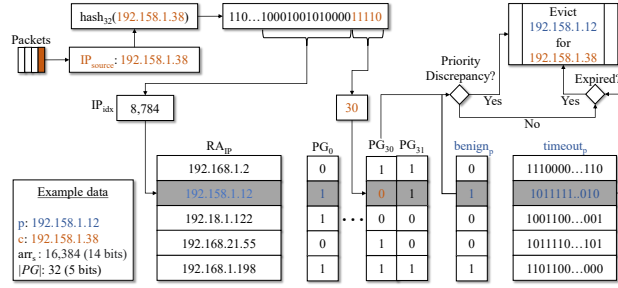 hash32(192.158.1.38)
110...1000100101000011110
Packets
IPsource: 192.158.1.38
Evict
192.158.1.12
for
192.158.1.38
Priority
Discrepancy?
Expired?
Yes
Yes
No
IPidx
8,784
30
RAIP
PG0
PG30
PG31
benignp
timeoutp
192.168.1.2
0
1
1
0
1110000...110
192.158.1.12
1
0
1
1
1011111..010
192.18.1.122
1
...
0
0
0
1001100...001
192.168.21.55
0
0
1
0
1011110...101
192.168.1.198
1
1
1
1
1101100...000
Example data
p: 192.158.1.12
c: 192.158.1.38
arrs: 16,384 (14 bits)
|PG|: 32 (5 bits)